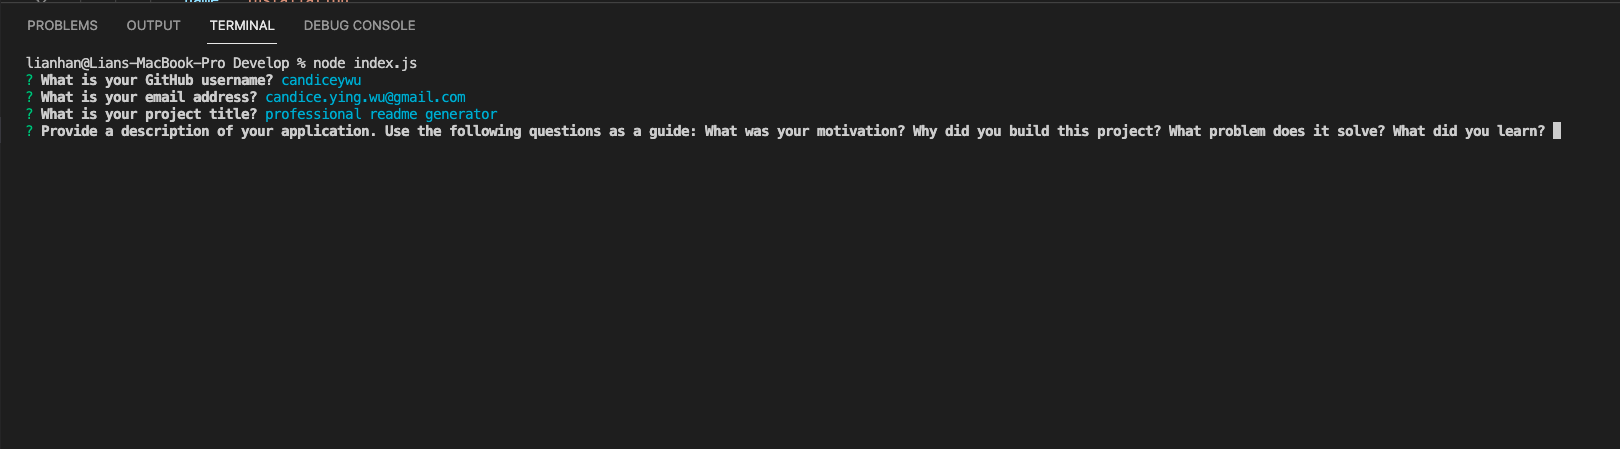 PROBLEMS OUTPUT TERMINAL DEBUG CONSOLE
lianhan@Lians-MacBook-Pro Develop % node index.js
? What is your GitHub username? candiceywu
? What is your email address? candice.ying.wu@gmail.com
? What is your project title? professional readme generator
? Provide a description of your application. Use the following questions as a guide: What was your motivation? Why did you build this project? What problem does it solve? What did you learn?